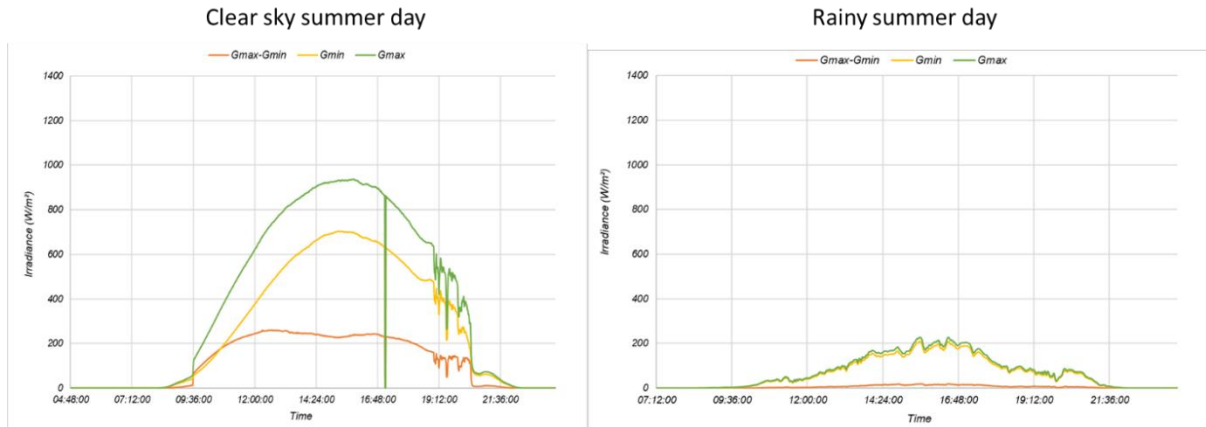 Clear sky summer day
Gmax-Gmin Gmin Gmax
1400
1200
1000
800
600
400
200
0
Irradiance (W/m²)
04:48:00 07:12:00 09:36:00 12:00:00 14:24:00 16:48:00 19:12:00 21:36:00
Time
Rainy summer day
Gmax-Gmin Gmin Gmax
1400
1200
1000
800
600
400
200
0
Irradiance (W/m²)
07:12:00 09:36:00 12:00:00 14:24:00 16:48:00 19:12:00 21:36:00
Time